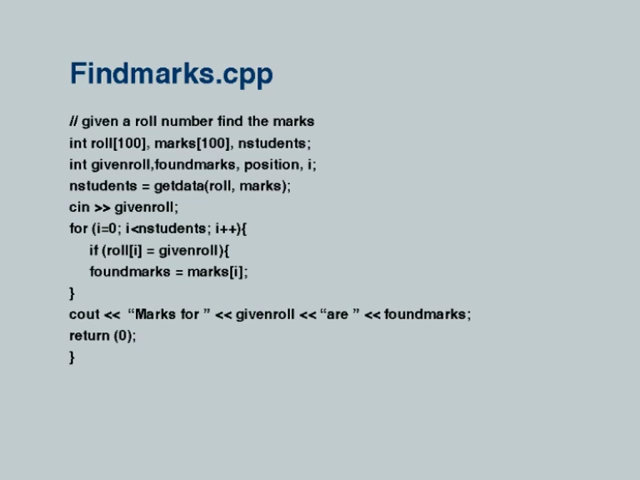 Findmarks.cpp
// given a roll number find the marks
int roll[100], marks[100], nstudents;
int givenroll,foundmarks, position, i;
nstudents = getdata(roll, marks);
cin >> givenroll;
for (i=0; i<nstudents; i++){
if (roll[i] = givenroll){
foundmarks = marks[i];
}
cout << “Marks for ” << givenroll << “are ” << foundmarks;
return (0);
}